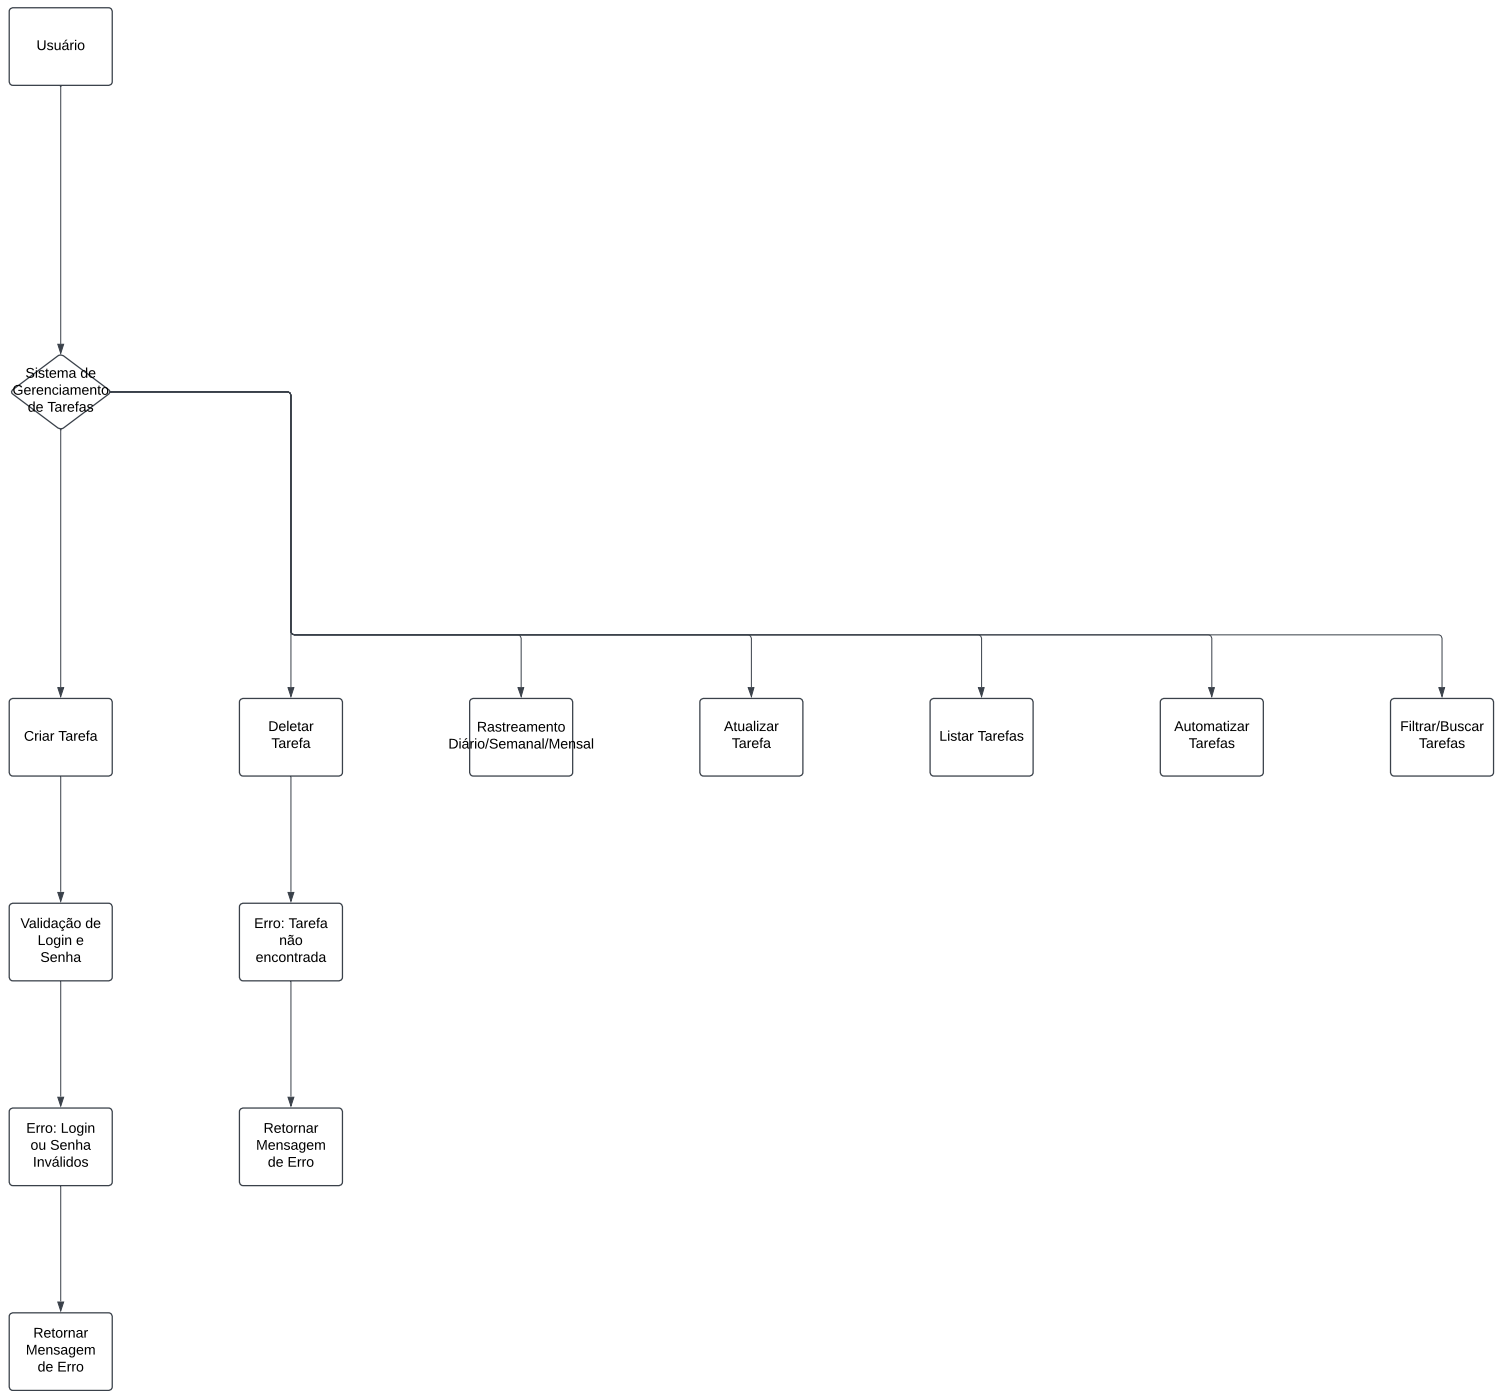 Usuário
Sistema de
Gerenciamento
de Tarefas
Criar Tarefa
Deletar
Tarefa
Rastreamento
Diário/Semanal/Mensal
Atualizar
Tarefa
Listar Tarefas
Automatizar
Tarefas
Filtrar/Buscar
Tarefas
Validação de
Login e
Senha
Erro: Tarefa
não
encontrada
Erro: Login
ou Senha
Inválidos
Retornar
Mensagem
de Erro
Retornar
Mensagem
de Erro